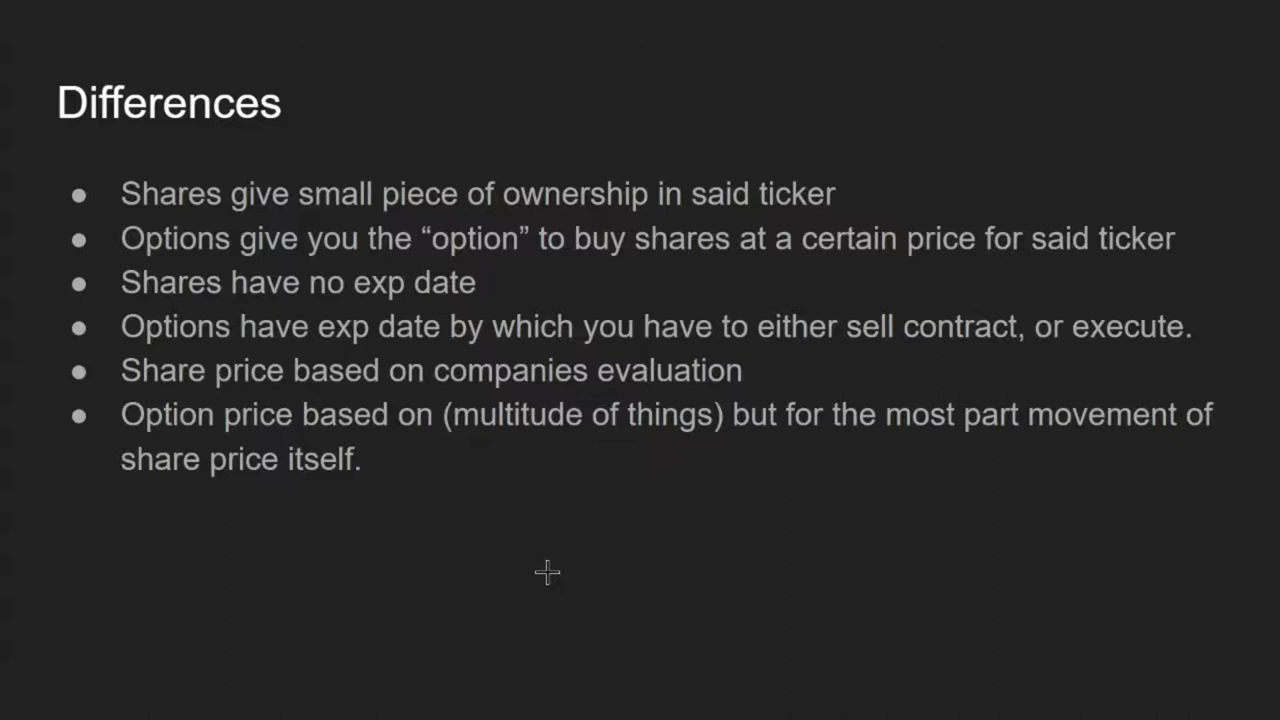 Differences
● Shares give small piece of ownership in said ticker
● Options give you the “option” to buy shares at a certain price for said ticker
● Shares have no exp date
● Options have exp date by which you have to either sell contract, or execute.
● Share price based on companies evaluation
● Option price based on (multitude of things) but for the most part movement of
share price itself.